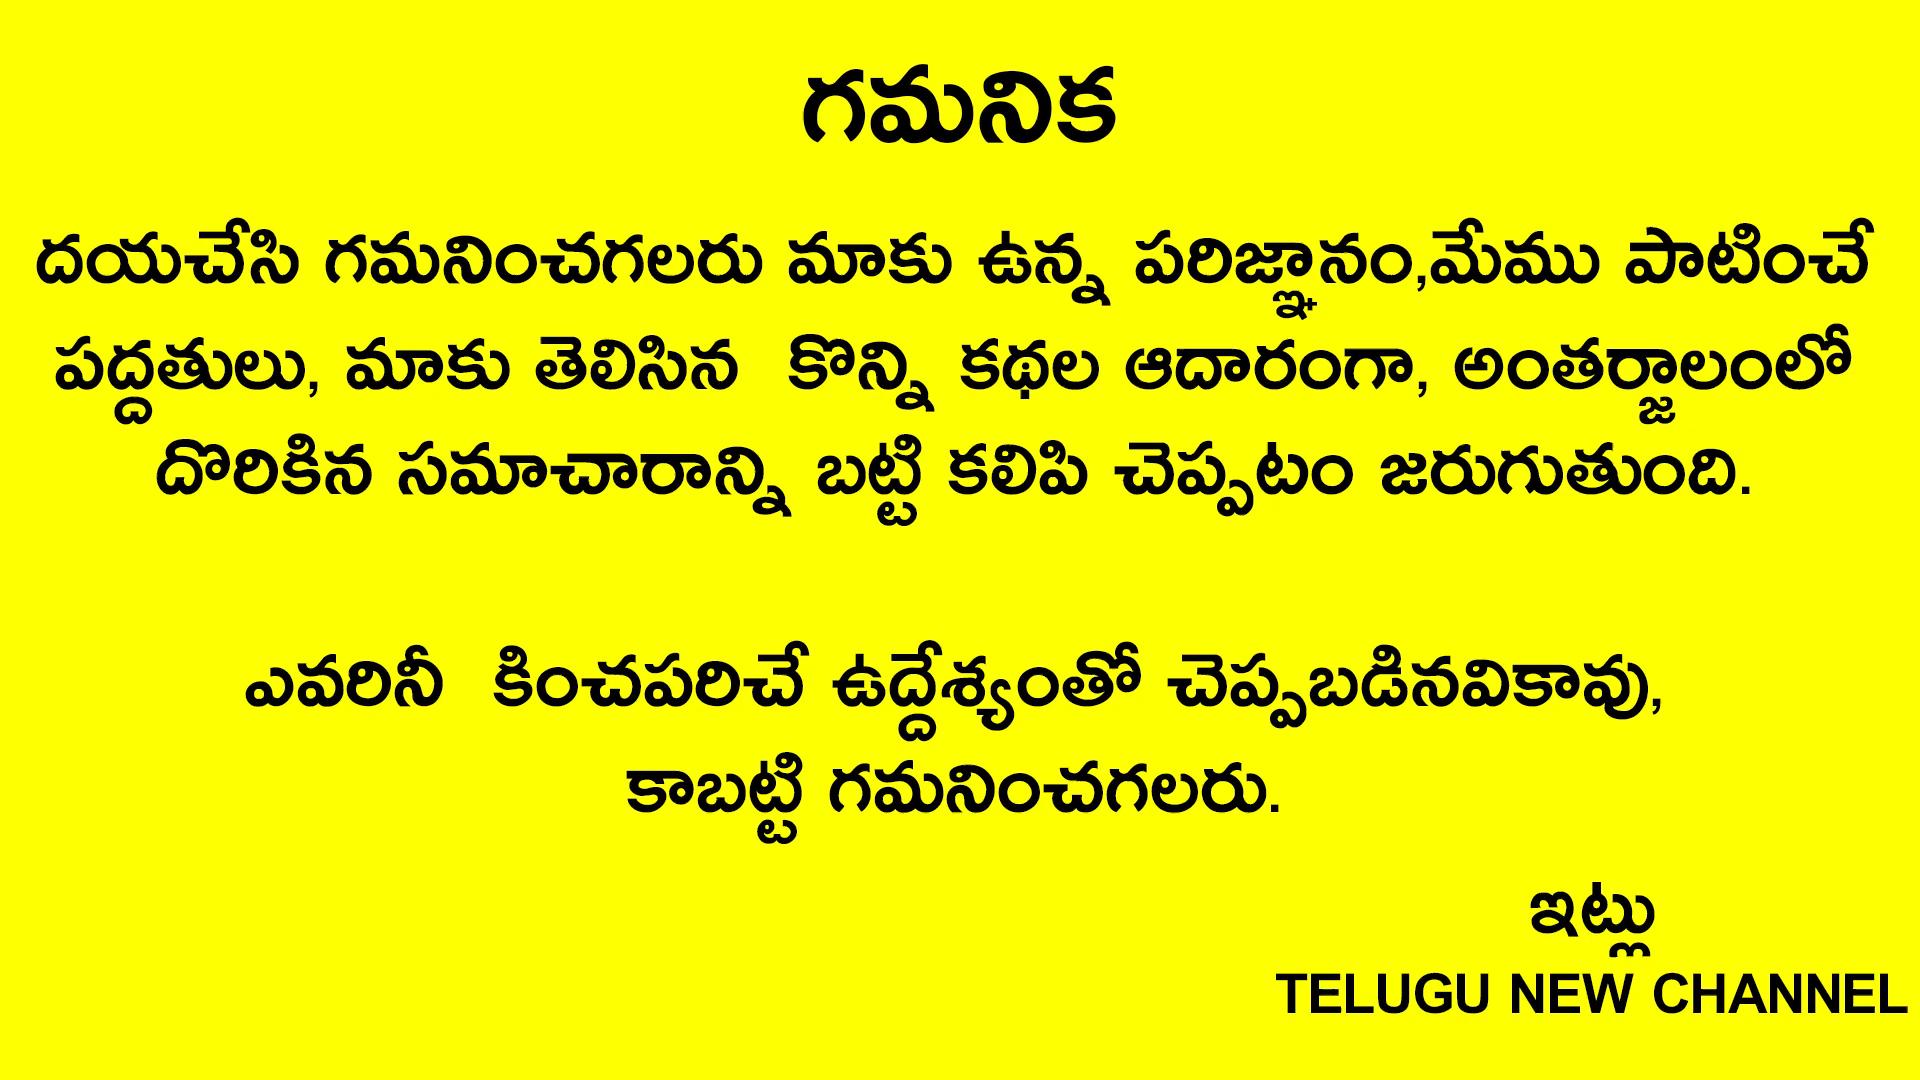 గమనిక
దయచేసి గమనించగలరు మాకు ఉన్న పరిజ్ఞానం,మేము పాటించే
పద్దతులు, మాకు తెలిసిన కొన్ని కథల ఆదారంగా, అంతర్జాలంలో
దొరికిన సమాచారాన్ని బట్టి కలిపి చెప్పటం జరుగుతుంది.
ఎవరినీ కించపరిచే ఉద్దేశ్యంతో చెప్పబడినవికావు,
కాబట్టి గమనించగలరు.
ఇట్లు
TELUGU NEW CHANNEL